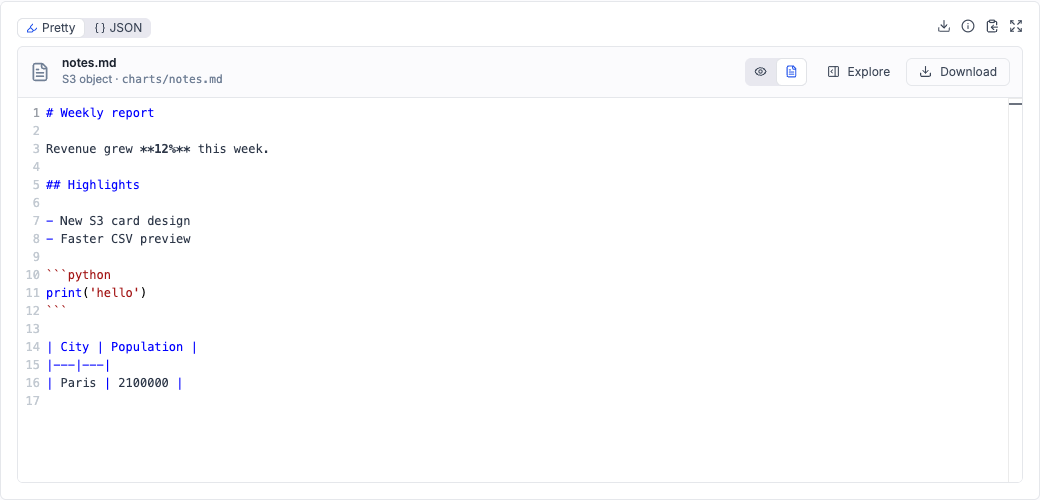 Pretty {} JSON
notes.md
S3 object · charts/notes.md
Explore Download
1 # Weekly report
2
3 Revenue grew **12%** this week.
4
5 ## Highlights
6
7 - New S3 card design
8 - Faster CSV preview
9
10 ```python
11 print('hello')
12 ```
13
14 | City | Population |
15 |---|---|
16 | Paris | 2100000 |
17